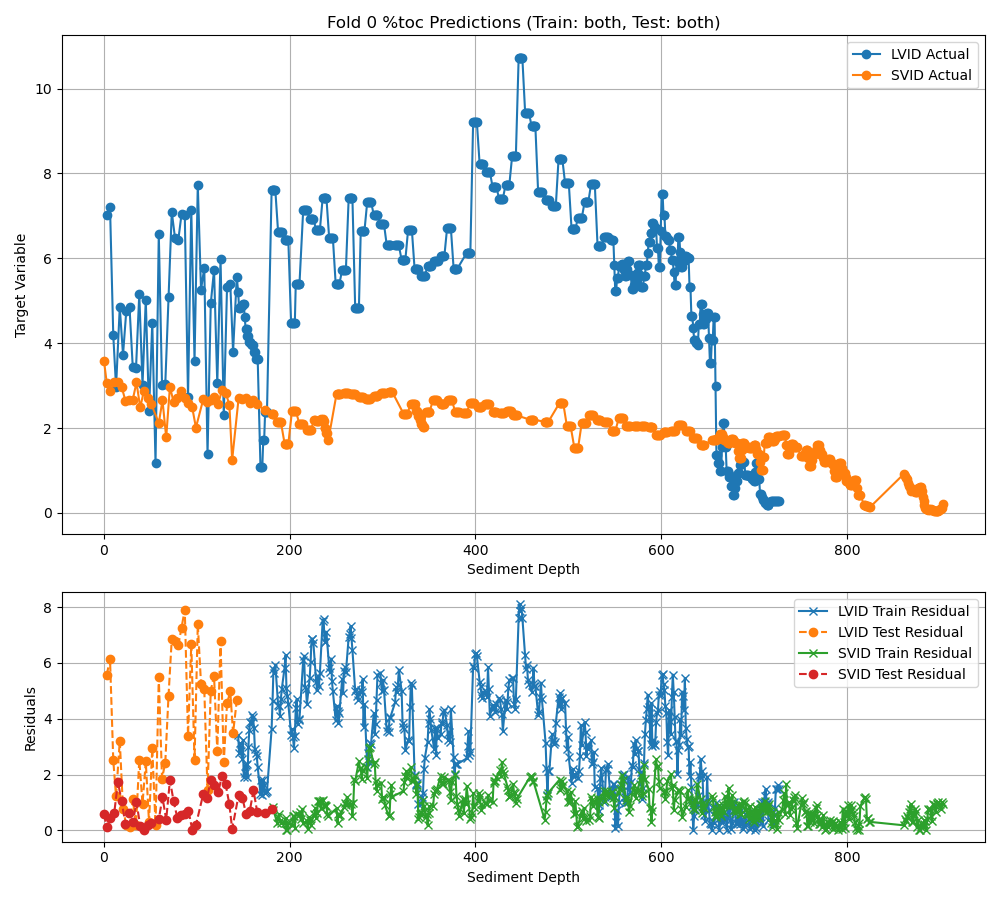 Fold 0 %toc Predictions (Train: both, Test: both)
LVID Actual
SVID Actual
Target Variable
10
8
6
4
2
0
0 200 400 600 800
Sediment Depth
LVID Train Residual
LVID Test Residual
SVID Train Residual
SVID Test Residual
Residuals
8
6
4
2
0
0 200 400 600 800
Sediment Depth